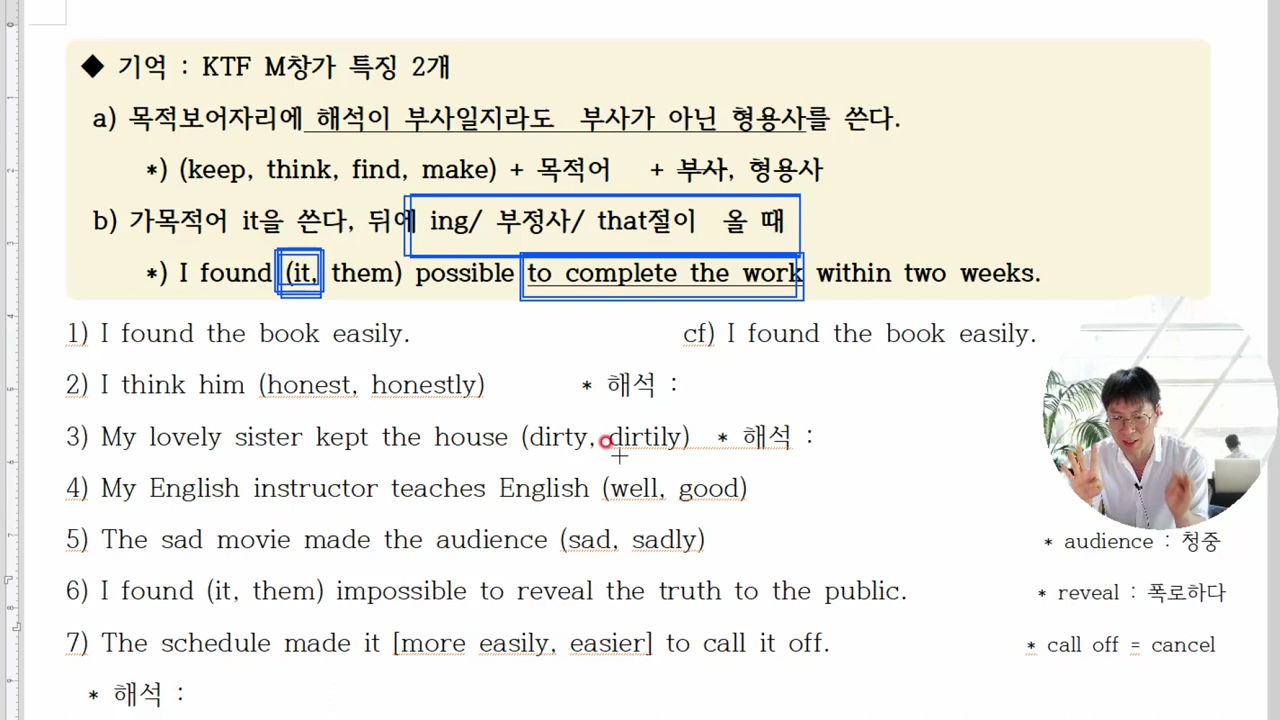 ◆ 기억 : KTF M창가 특징 2개
a) 목적보어자리에 해석이 부사일지라도 부사가 아닌 형용사를 쓴다.
*) (keep, think, find, make) + 목적어 + 부사, 형용사
b) 가목적어 it을 쓴다, 뒤에 ing/ 부정사/ that절이 올 때
*) I found (it, them) possible to complete the work within two weeks.
1) I found the book easily. cf) I found the book easily.
2) I think him (honest, honestly) * 해석 :
3) My lovely sister kept the house (dirty, dirtily) * 해석 :
4) My English instructor teaches English (well, good)
5) The sad movie made the audience (sad, sadly) * audience : 청중
6) I found (it, them) impossible to reveal the truth to the public. * reveal : 폭로하다
7) The schedule made it [more easily, easier] to call it off. * call off = cancel
* 해석 :